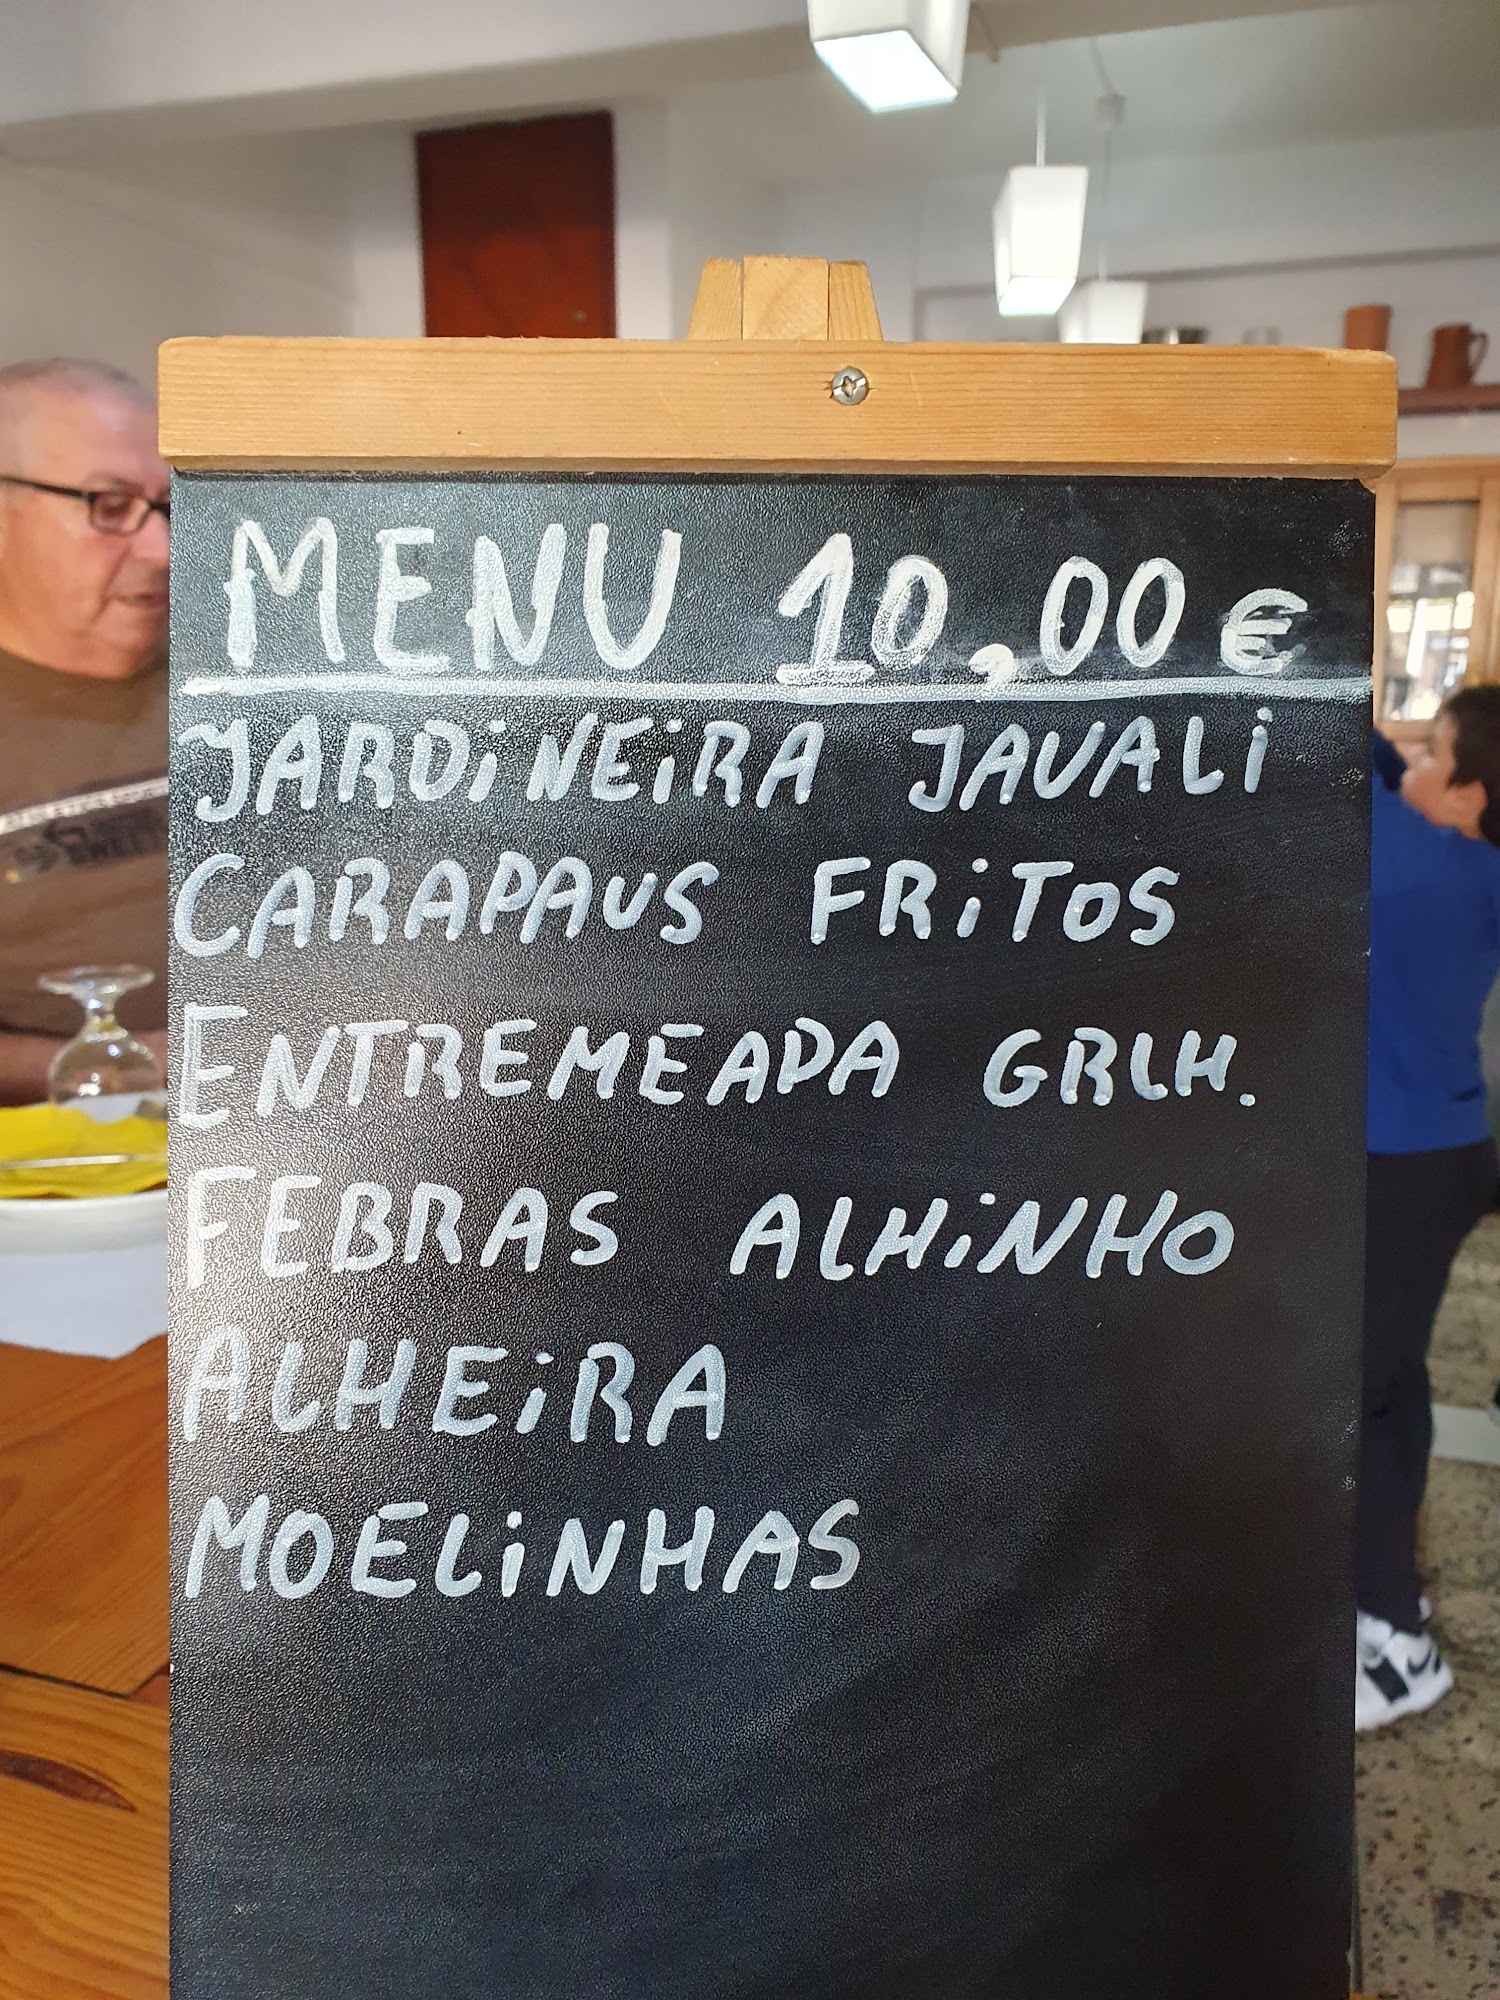 MENU 10,00 €
JARDiNEiRA JAVALi
CARAPAUS FRiTOS
ENTREMEADA GRLH.
FEBRAS ALHiNHO
ALHEiRA
MOELiNHAS